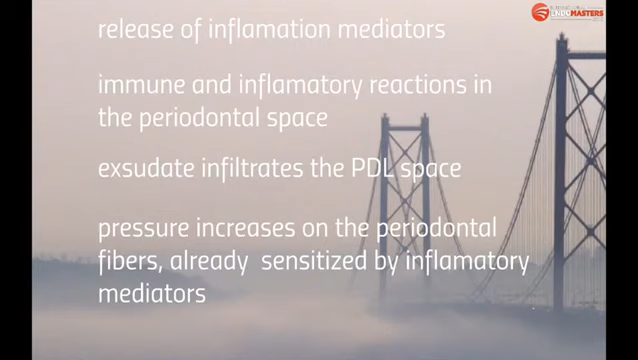 release of inflamation mediators
immune and inflamatory reactions in
the periodontal space
exsudate infiltrates the PDL space
pressure increases on the periodontal
fibers, already sensitized by inflamatory
mediators
ENDOMASTERS